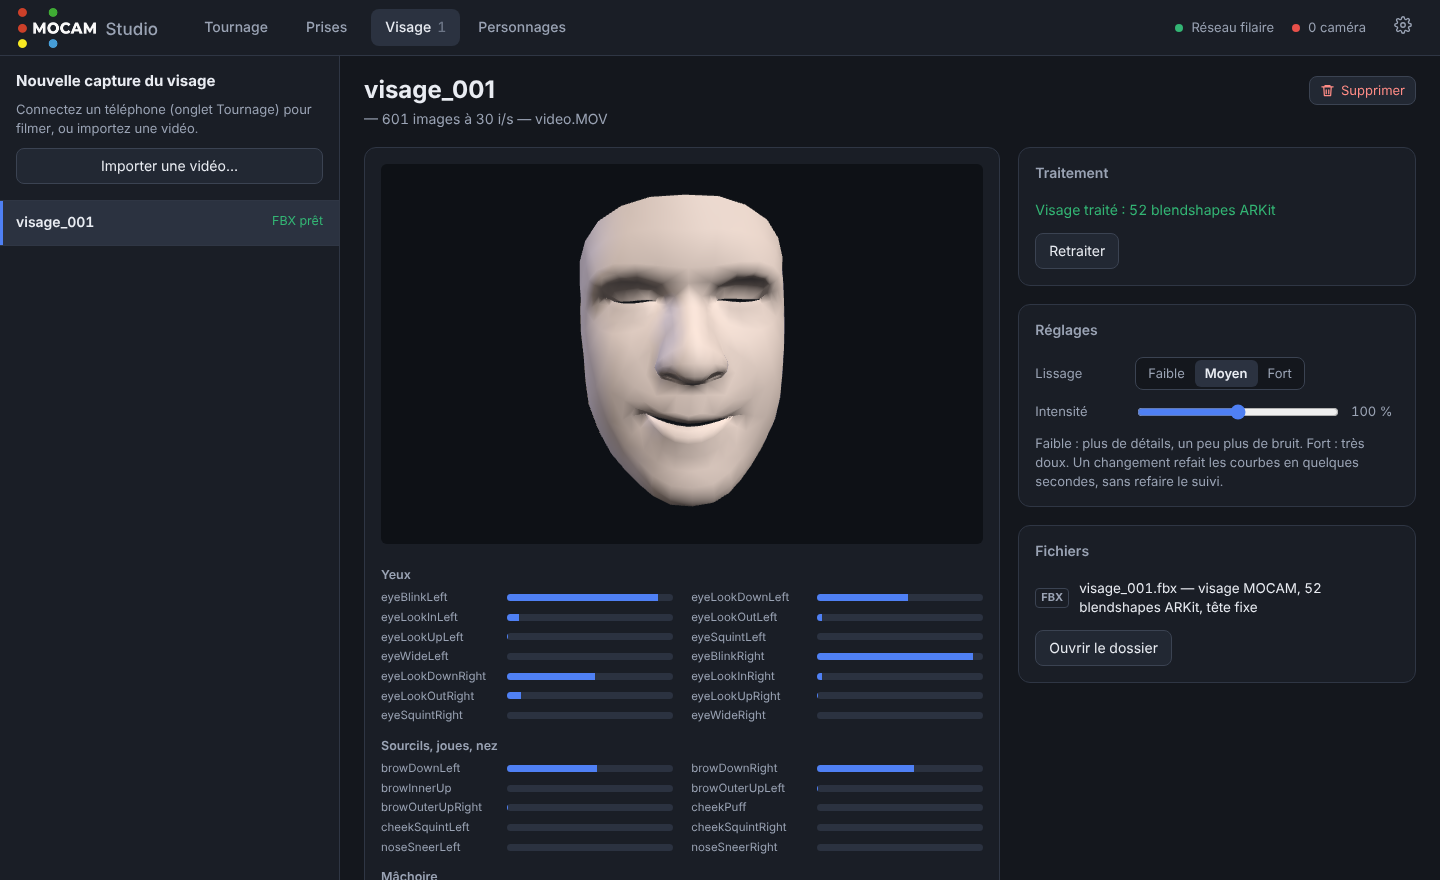 MOCAM Studio
Tournage
Prises
Visage 1
Personnages
Réseau filaire
0 caméra
Nouvelle capture du visage
Connectez un téléphone (onglet Tournage) pour
filmer, ou importez une vidéo.
Importer une vidéo...
visage_001
FBX prêt
visage_001
— 601 images à 30 i/s — video.MOV
Supprimer
Yeux
eyeBlinkLeft
eyeLookDownLeft
eyeLookInLeft
eyeLookOutLeft
eyeLookUpLeft
eyeSquintLeft
eyeWideLeft
eyeBlinkRight
eyeLookDownRight
eyeLookInRight
eyeLookOutRight
eyeLookUpRight
eyeSquintRight
eyeWideRight
Sourcils, joues, nez
browDownLeft
browDownRight
browInnerUp
browOuterUpLeft
browOuterUpRight
cheekPuff
cheekSquintLeft
cheekSquintRight
noseSneerLeft
noseSneerRight
Mâchoire
Traitement
Visage traité : 52 blendshapes ARKit
Retraiter
Réglages
Lissage
Faible
Moyen
Fort
Intensité
100 %
Faible : plus de détails, un peu plus de bruit. Fort : très
doux. Un changement refait les courbes en quelques
secondes, sans refaire le suivi.
Fichiers
FBX
visage_001.fbx — visage MOCAM, 52
blendshapes ARKit, tête fixe
Ouvrir le dossier